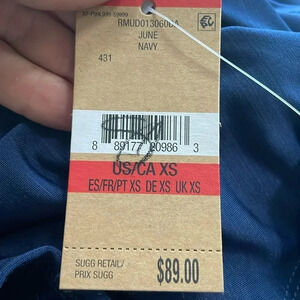 RMUD013060CA
JUNE
NAVY
431
8 89177 20986 3
US/CA XS
ES/FR/PT XS DE XS UK XS
SUGG RETAIL/
PRIX SUGG
$89.00